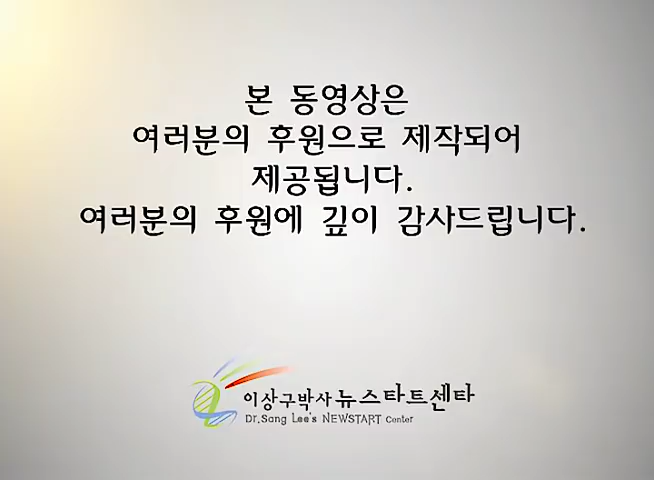 본 동영상은
여러분의 후원으로 제작되어
제공됩니다.
여러분의 후원에 깊이 감사드립니다.
이상구박사 뉴스타트센타
Dr.Sang Lee's NEWSTART Center